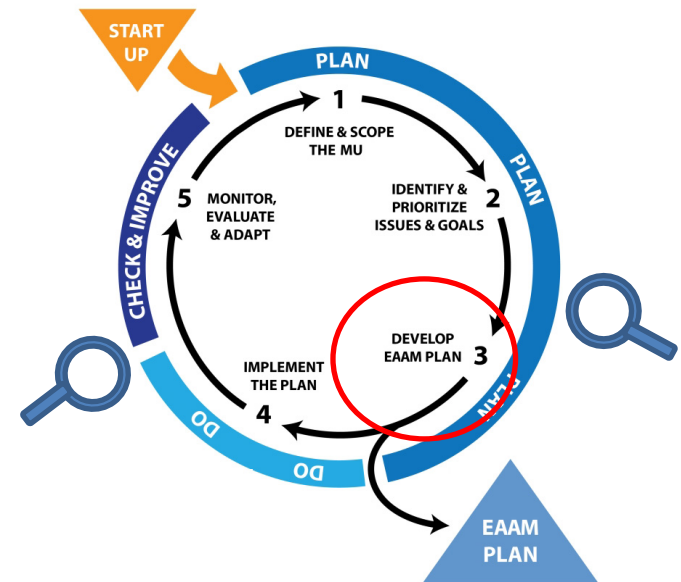 START
UP
PLAN
1
DEFINE & SCOPE
THE MU
PLAN
2
IDENTIFY &
PRIORITIZE
ISSUES & GOALS
3
DEVELOP
EAAM PLAN
PLAN
4
IMPLEMENT
THE PLAN
DO
DO
5
MONITOR,
EVALUATE
& ADAPT
CHECK & IMPROVE
EAAM
PLAN